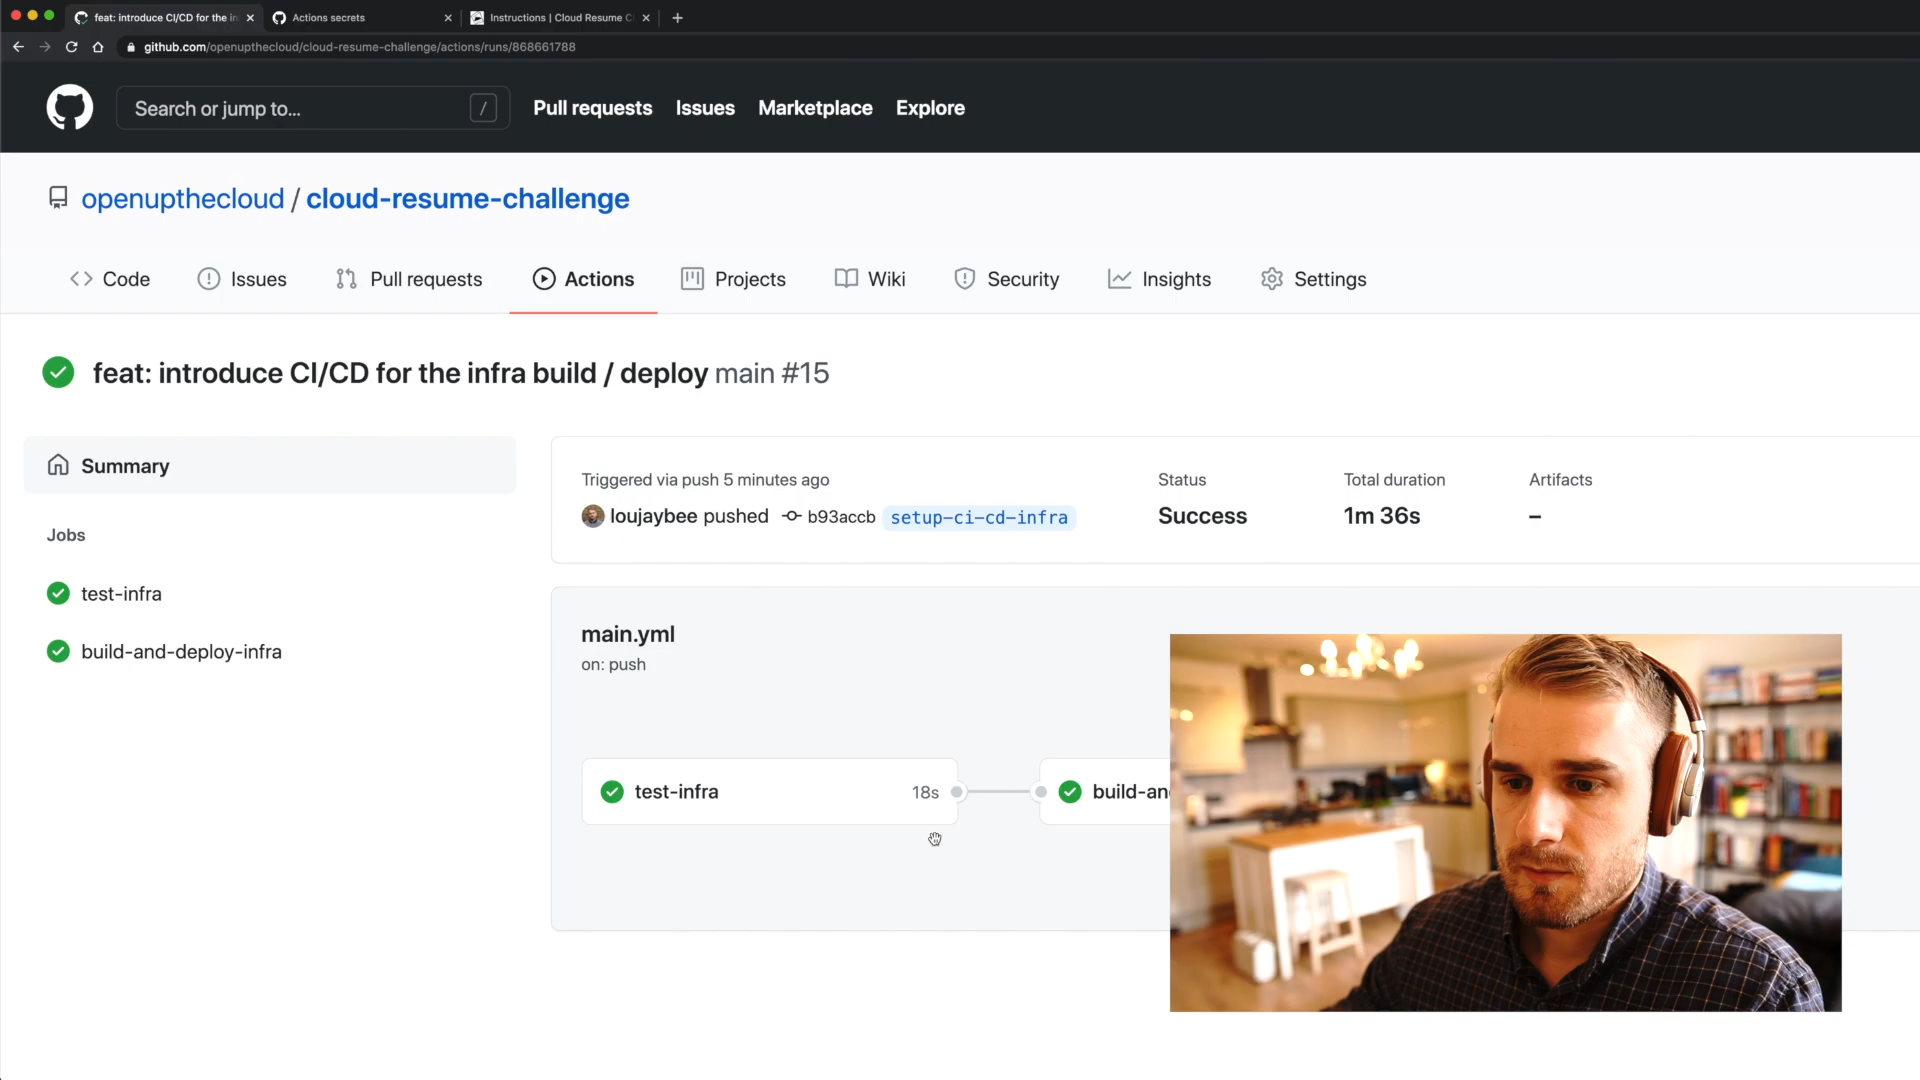 feat: introduce CI/CD for the in
Actions secrets
Instructions | Cloud Resume C
github.com/openupthecloud/cloud-resume-challenge/actions/runs/868661788
Search or jump to...
/
Pull requests
Issues
Marketplace
Explore
openupthecloud / cloud-resume-challenge
Code
Issues
Pull requests
Actions
Projects
Wiki
Security
Insights
Settings
feat: introduce CI/CD for the infra build / deploy main #15
Summary
Jobs
test-infra
build-and-deploy-infra
Triggered via push 5 minutes ago
loujaybee pushed b93accb setup-ci-cd-infra
Status
Success
Total duration
1m 36s
Artifacts
–
main.yml
on: push
test-infra
18s
build-an